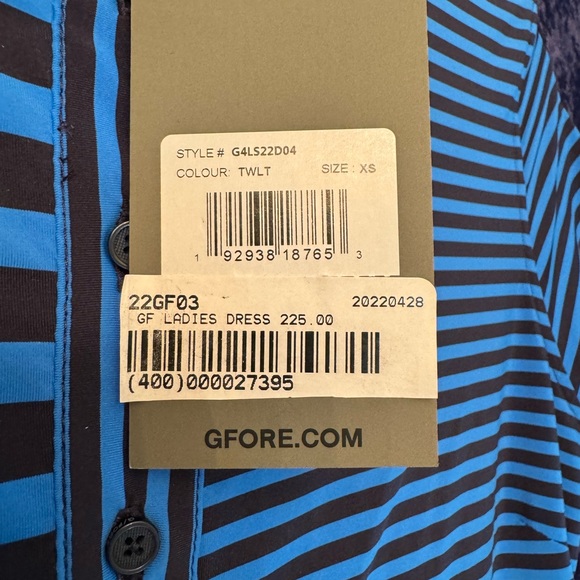 STYLE # G4LS22D04
COLOUR: TWLT SIZE : XS
1 92938 18765 3
22GF03 20220428
GF LADIES DRESS 225.00
(400)000027395
GFORE.COM